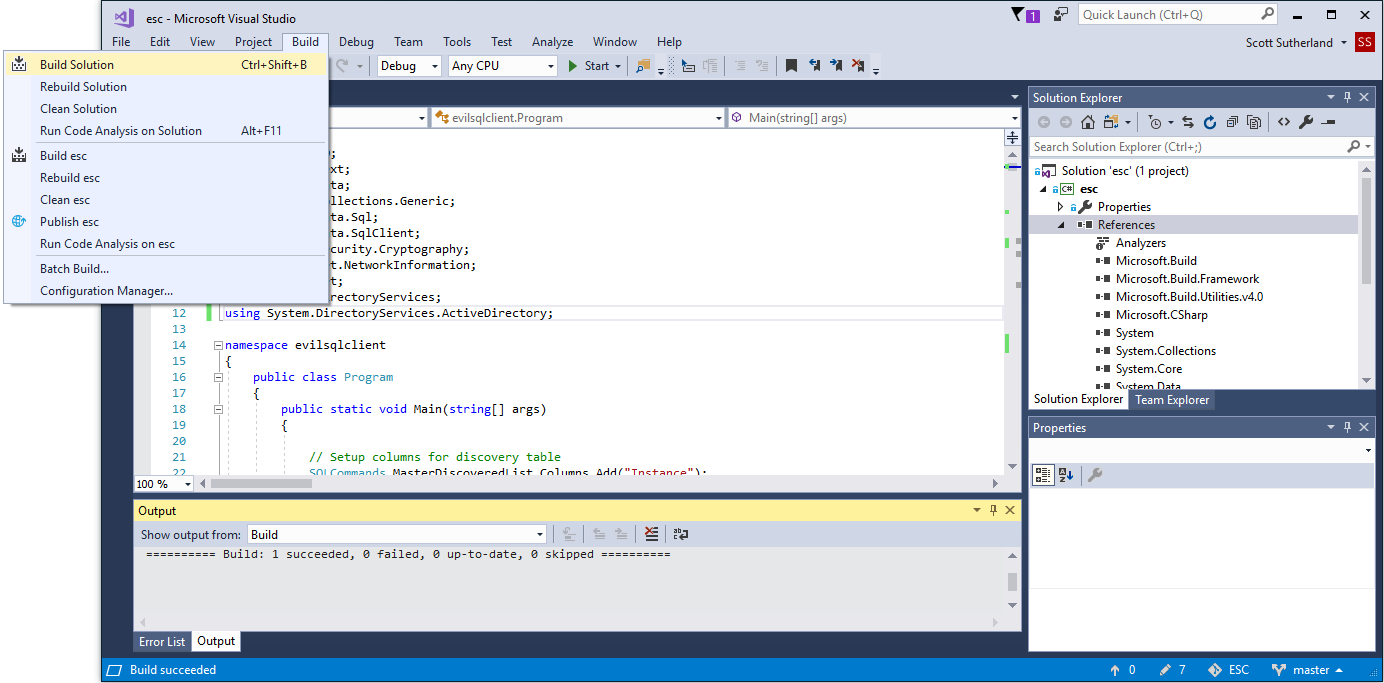 esc - Microsoft Visual Studio
1
Quick Launch (Ctrl+Q)
File Edit View Project Build Debug Team Tools Test Analyze Window Help
Scott Sutherland
SS
Debug
Any CPU
Start
Build Solution Ctrl+Shift+B
Rebuild Solution
Clean Solution
Run Code Analysis on Solution Alt+F11
Build esc
Rebuild esc
Clean esc
Publish esc
Run Code Analysis on esc
Batch Build...
Configuration Manager...
evilsqlclient.Program
Main(string[] args)
;
xt;
ta;
llections.Generic;
ta.Sql;
ta.SqlClient;
curity.Cryptography;
t.NetworkInformation;
t;
rectoryServices;
12 using System.DirectoryServices.ActiveDirectory;
13
14 namespace evilsqlclient
15 {
16 public class Program
17 {
18 public static void Main(string[] args)
19 {
20
21 // Setup columns for discovery table
22 SQLCommands.MasterDiscoveredList.Columns.Add("Instance");
100 %
Output
Show output from: Build
========== Build: 1 succeeded, 0 failed, 0 up-to-date, 0 skipped ==========
Error List Output
Solution Explorer
Search Solution Explorer (Ctrl+;)
Solution 'esc' (1 project)
C# esc
Properties
References
Analyzers
Microsoft.Build
Microsoft.Build.Framework
Microsoft.Build.Utilities.v4.0
Microsoft.CSharp
System
System.Collections
System.Core
System.Data
Solution Explorer Team Explorer
Properties
Build succeeded
0 7 ESC master